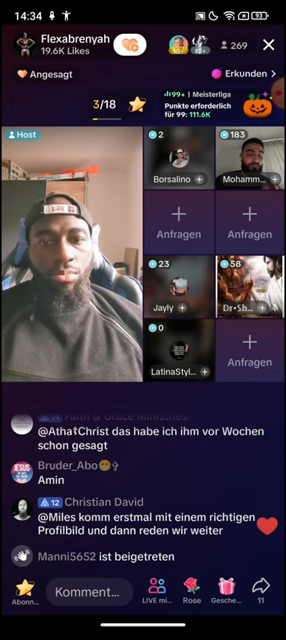 14:34
93
Flexabrenyah
19.6K Likes
269
Angesagt
Erkunden >
3/18
99+ | Meisterliga
Punkte erforderlich
für 99: 111.6K
Host
2
Borsalino
183
Mohamm...
Anfragen
Anfragen
23
Jayly
58
Dr•Sh...
0
LatinaStyl...
Anfragen
Faith & Grace Ministries
@Atha☨Christ das habe ich ihm vor Wochen
schon gesagt
JESUS
Bruder_Abo
Amin
12 Christian David
@Miles komm erstmal mit einem richtigen
Profilbild und dann reden wir weiter
Manni5652 ist beigetreten
Abonn...
Komment...
LIVE mi...
Rose
Gesche...
11